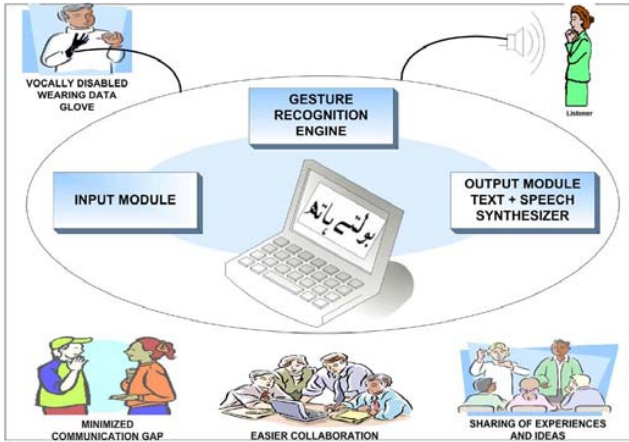 VOCALLY DISABLED
WEARING DATA
GLOVE
Listener
GESTURE
RECOGNITION
ENGINE
INPUT MODULE
OUTPUT MODULE
TEXT + SPEECH
SYNTHESIZER
بولتے ہاتھ
MINIMIZED
COMMUNICATION GAP
EASIER COLLABORATION
SHARING OF EXPERIENCES
AND IDEAS